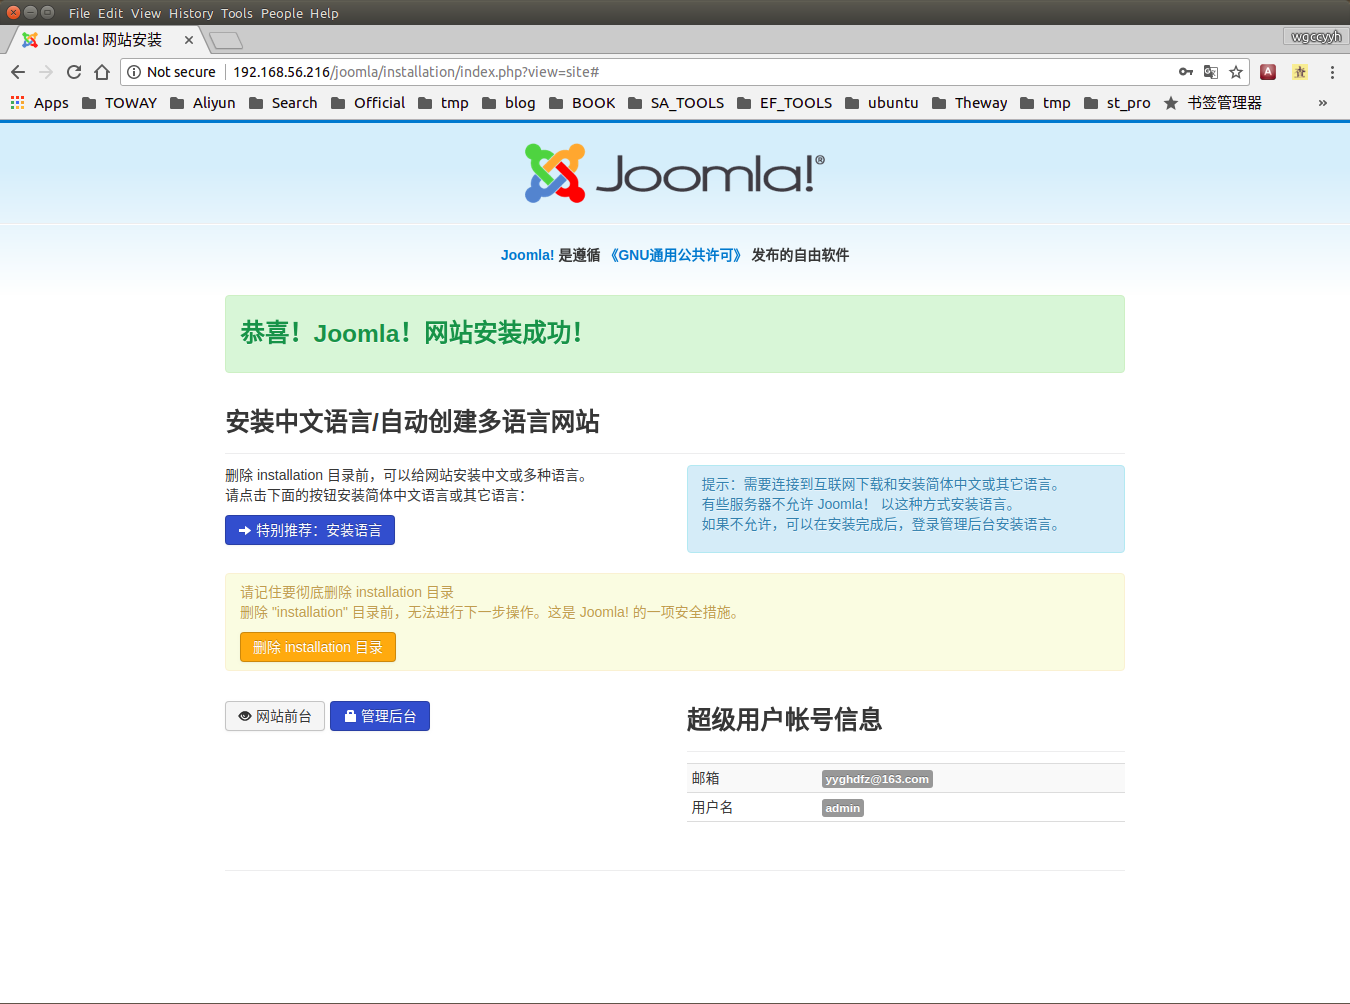 File Edit View History Tools People Help
Joomla! 网站安装
wgccyyh
Not secure 192.168.56.216/joomla/installation/index.php?view=site#
Apps TOWAY Aliyun Search Official tmp blog BOOK SA_TOOLS EF_TOOLS ubuntu Theway tmp st_pro 书签管理器 »
Joomla!®
Joomla! 是遵循 《GNU通用公共许可》 发布的自由软件
恭喜！Joomla！网站安装成功！
安装中文语言/自动创建多语言网站
删除 installation 目录前，可以给网站安装中文或多种语言。
请点击下面的按钮安装简体中文语言或其它语言：
特别推荐：安装语言
提示：需要连接到互联网下载和安装简体中文或其它语言。
有些服务器不允许 Joomla！ 以这种方式安装语言。
如果不允许，可以在安装完成后，登录管理后台安装语言。
请记住要彻底删除 installation 目录
删除 "installation" 目录前，无法进行下一步操作。这是 Joomla! 的一项安全措施。
删除 installation 目录
网站前台 管理后台
超级用户帐号信息
邮箱 yyghdfz@163.com
用户名 admin